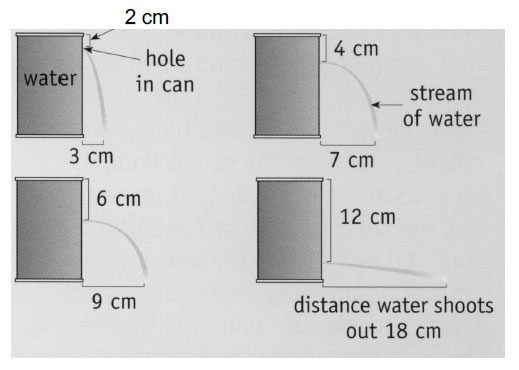 2 cm
water
hole
in can
3 cm
4 cm
stream
of water
7 cm
6 cm
9 cm
12 cm
distance water shoots
out 18 cm